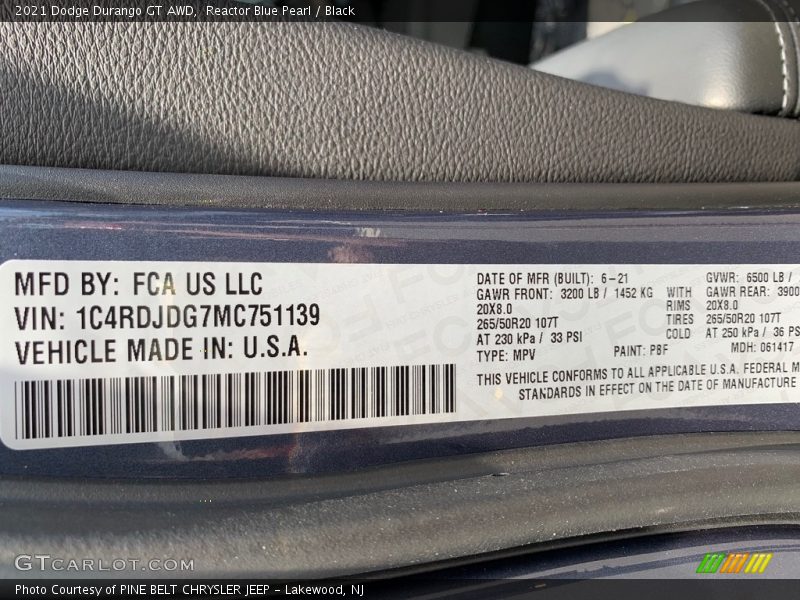 2021 Dodge Durango GT AWD,  Reactor Blue Pearl / Black
MFD BY: FCA US LLC
VIN: 1C4RDJDG7MC751139
VEHICLE MADE IN: U.S.A.
DATE OF MFR (BUILT): 6-21 GVWR: 6500 LB /
GAWR FRONT: 3200 LB / 1452 KG WITH GAWR REAR: 3900
20X8.0 RIMS 20X8.0
265/50R20 107T TIRES 265/50R20 107T
AT 230 kPa / 33 PSI COLD AT 250 kPa / 36 PS
TYPE: MPV PAINT: PBF MDH: 061417
THIS VEHICLE CONFORMS TO ALL APPLICABLE U.S.A. FEDERAL M
STANDARDS IN EFFECT ON THE DATE OF MANUFACTURE
GTCARLOT.COM
Photo Courtesy of PINE BELT CHRYSLER JEEP - Lakewood, NJ